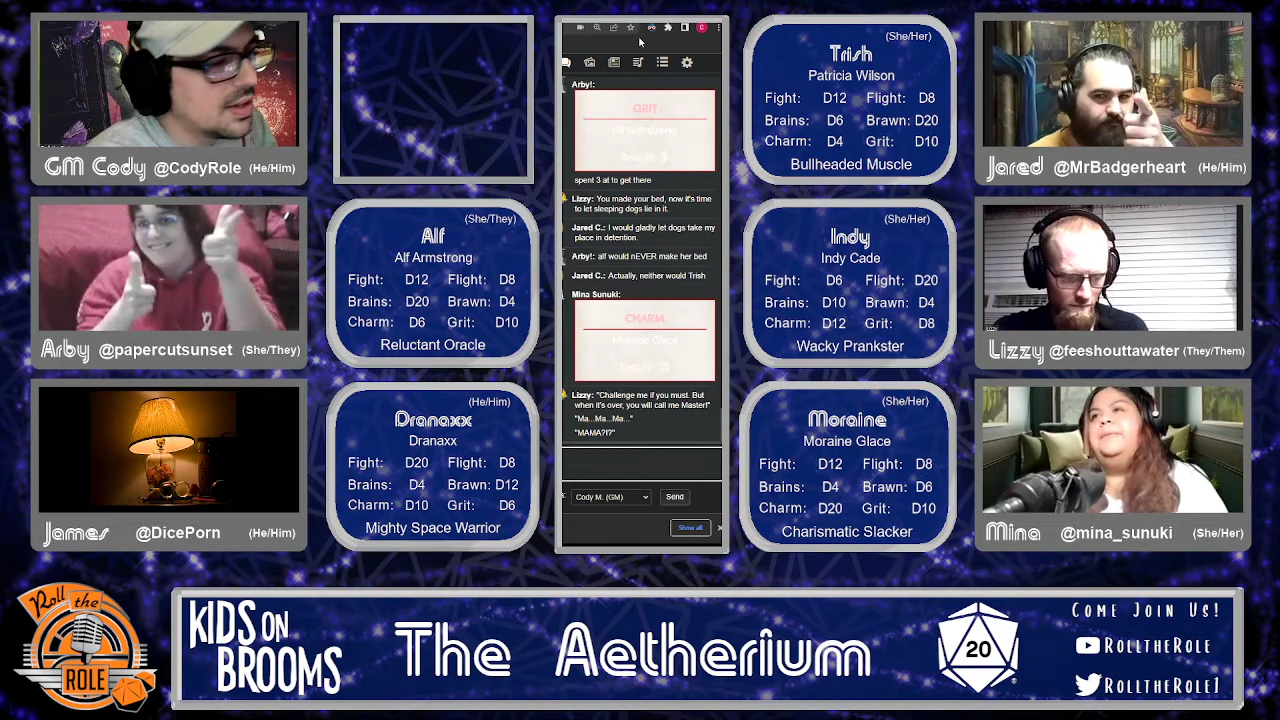 GM Cody @CodyRole (He/Him)
Arby @papercutsunset (She/They)
James @DicePorn (He/Him)
(She/They)
Alf
Alf Armstrong
Fight: D12 Flight: D8
Brains: D20 Brawn: D4
Charm: D6 Grit: D10
Reluctant Oracle
(He/Him)
Dranaxx
Dranaxx
Fight: D20 Flight: D8
Brains: D4 Brawn: D12
Charm: D10 Grit: D6
Mighty Space Warrior
Arby!:
GRIT
Alf Armstrong
spent 3 at to get there
Lizzy: You made your bed, now it's time
to let sleeping dogs lie in it.
Jared C.: I would gladly let dogs take my
place in detention.
Arby!: alf would nEVER make her bed
Jared C.: Actually, neither would Trish
Mina Sunuki:
CHARM
Moraine Glace
Result: 21
Lizzy: "Challenge me if you must. But
when it's over, you will call me Master!"
"Ma...Ma...Ma..."
"MAMA?!?"
Cody M. (GM) Send
Show all
(She/Her)
Trish
Patricia Wilson
Fight: D12 Flight: D8
Brains: D6 Brawn: D20
Charm: D4 Grit: D10
Bullheaded Muscle
(She/Her)
Indy
Indy Cade
Fight: D6 Flight: D20
Brains: D10 Brawn: D4
Charm: D12 Grit: D8
Wacky Prankster
(She/Her)
Moraine
Moraine Glace
Fight: D12 Flight: D8
Brains: D4 Brawn: D6
Charm: D20 Grit: D10
Charismatic Slacker
Jared @MrBadgerheart (He/Him)
Lizzy @feeshouttawater (They/Them)
Mina @mina_sunuki (She/Her)
Roll the
ROLE
KIDS ON
BROOMS
The Aetherium
20
COME JOIN US!
ROLLTHEROLE
ROLLTHEROLE1